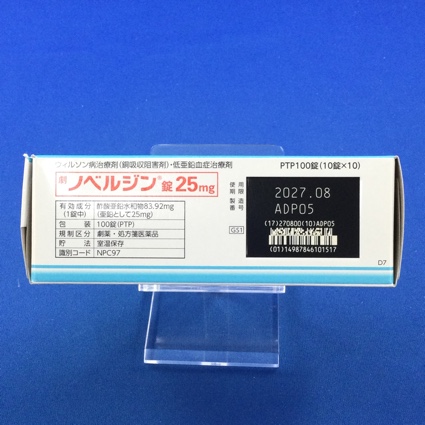 ウィルソン病治療剤(銅吸収阻害剤)・低亜鉛血症治療剤
PTP100錠(10錠×10)
劇 ノベルジン®錠25mg
有効成分(1錠中) 酢酸亜鉛水和物83.92mg(亜鉛として25mg)
包装 100錠(PTP)
規制区分 劇薬・処方箋医薬品
貯法 室温保存
識別コード NPC97
使用期限 2027.08
製造番号 ADP05
GS1
(17)270800(10)ADP05
(01)14987846101517
D7